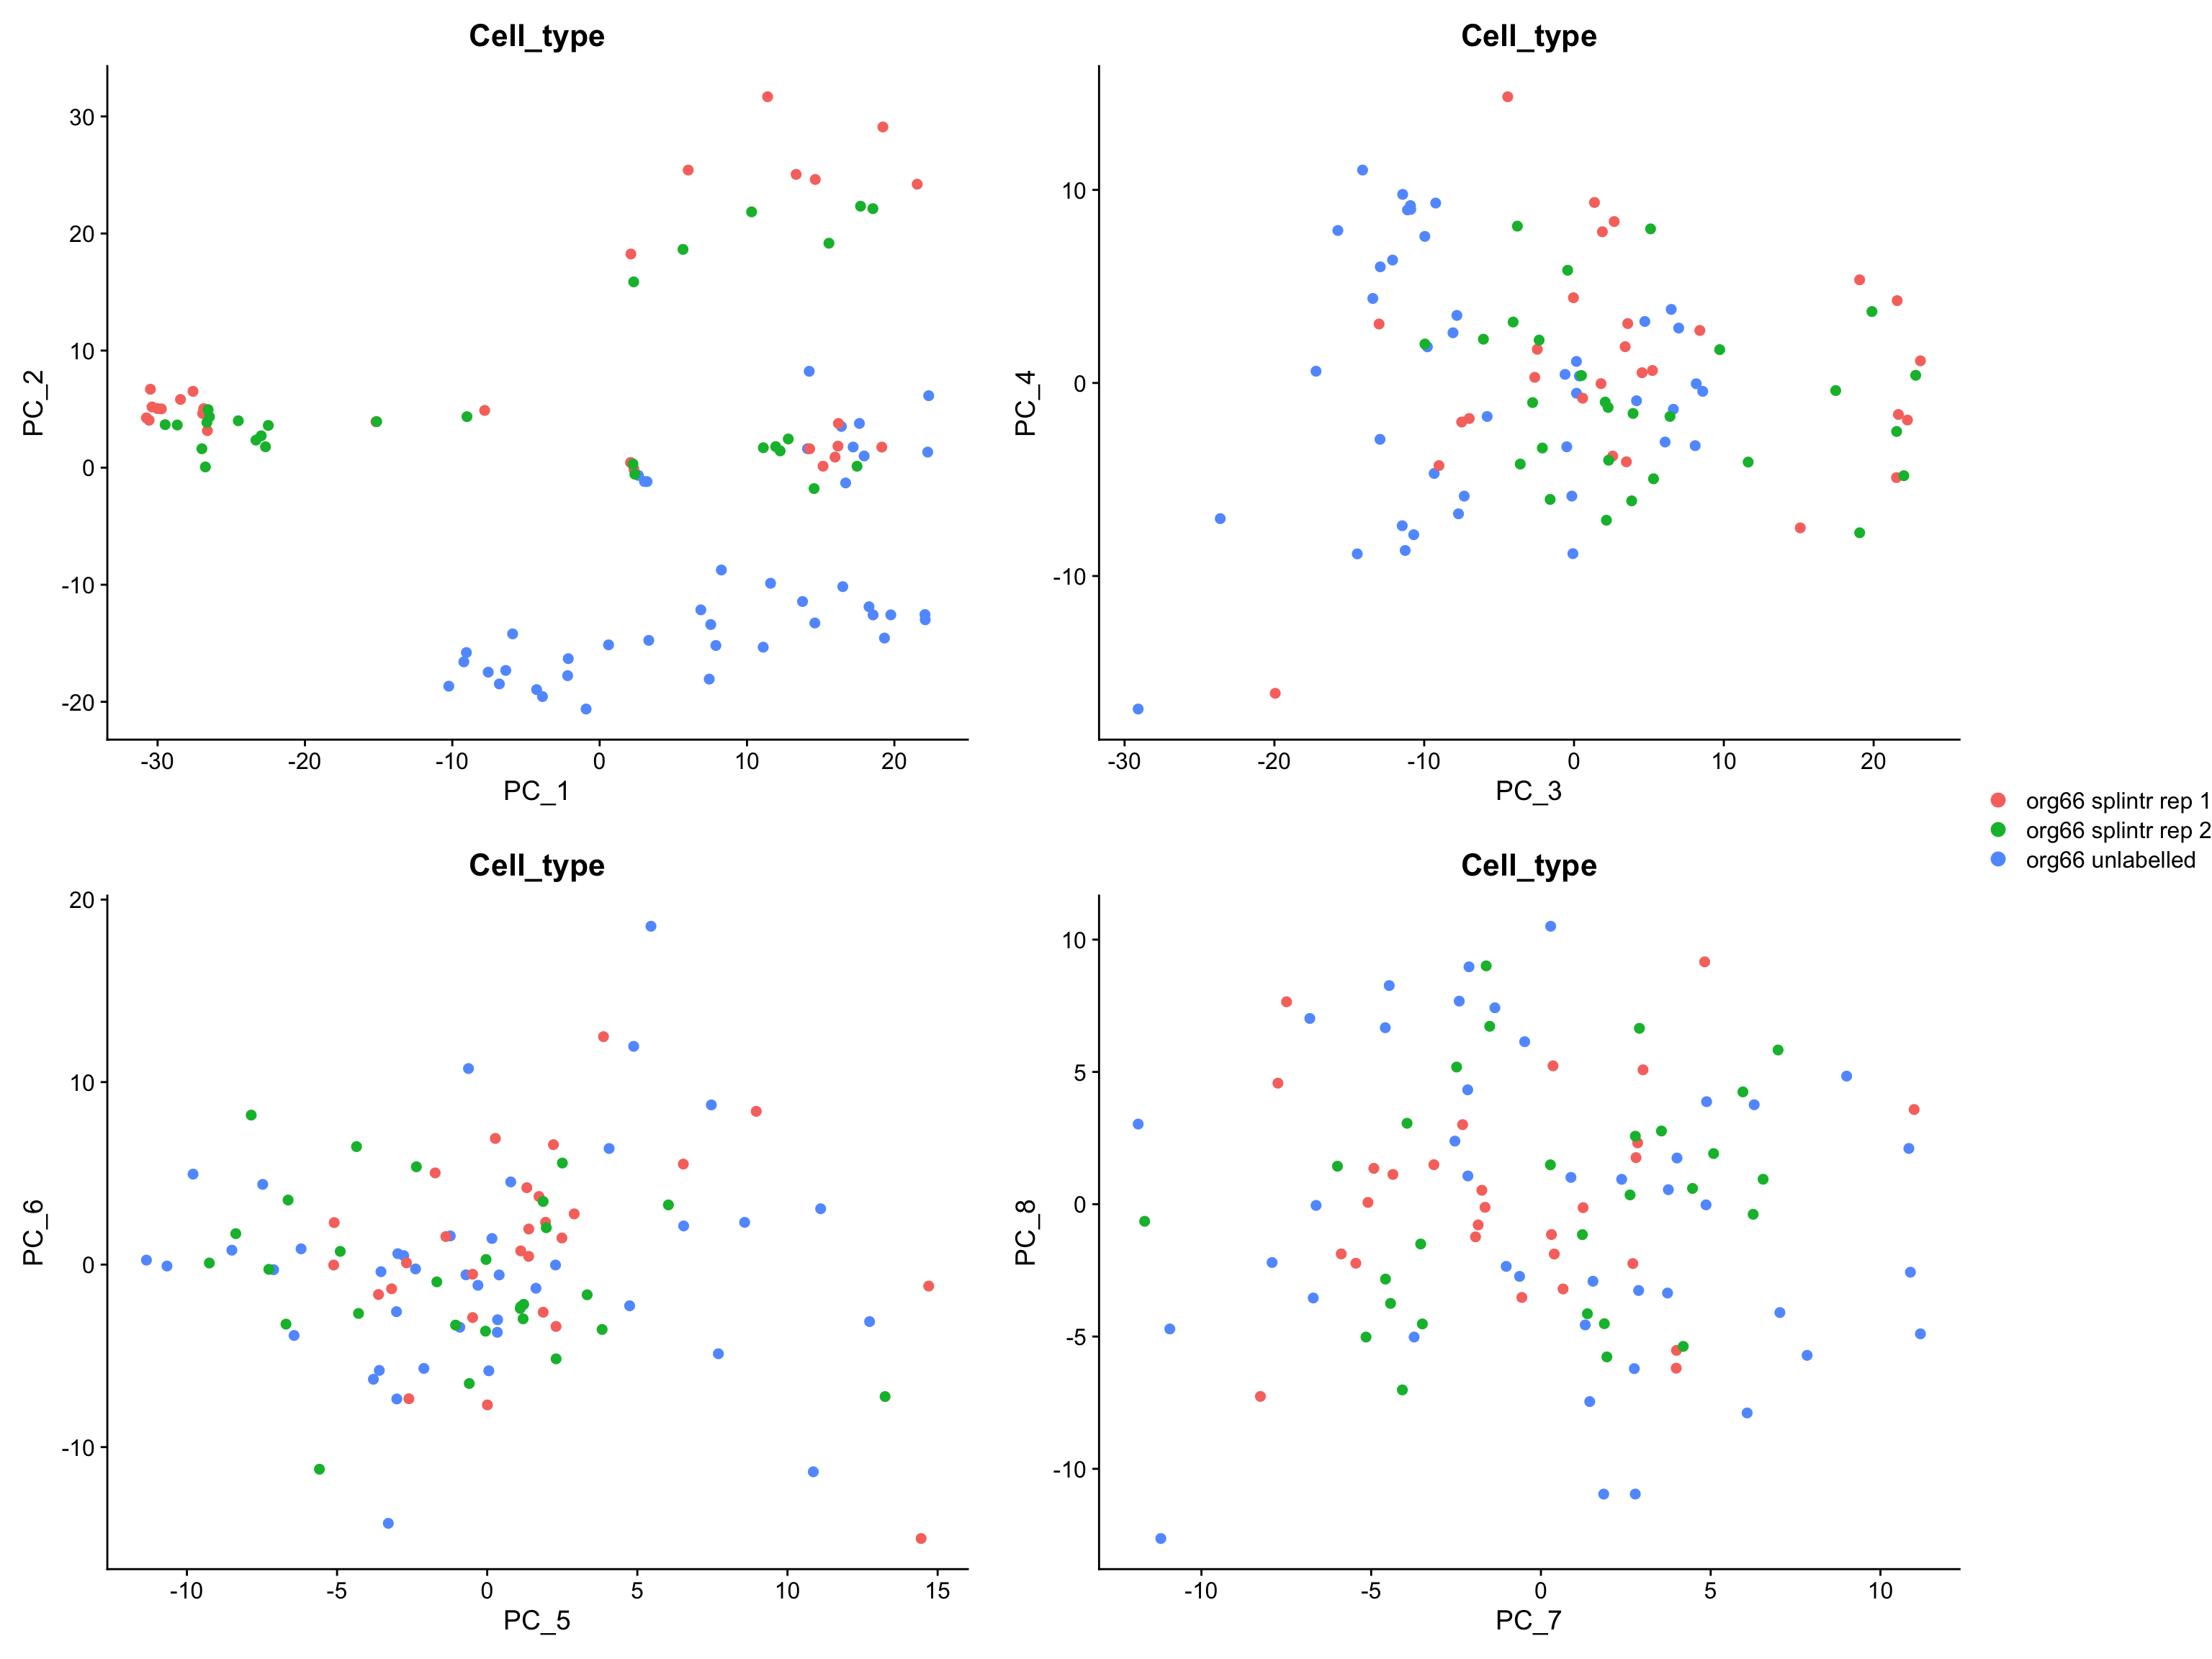 Cell_type
30
20
10
0
-10
-20
PC_2
-30 -20 -10 0 10 20
PC_1
Cell_type
10
0
-10
PC_4
-30 -20 -10 0 10 20
PC_3
Cell_type
20
10
0
-10
PC_6
-10 -5 0 5 10 15
PC_5
Cell_type
10
5
0
-5
-10
PC_8
-10 -5 0 5 10
PC_7
org66 splintr rep 1
org66 splintr rep 2
org66 unlabelled